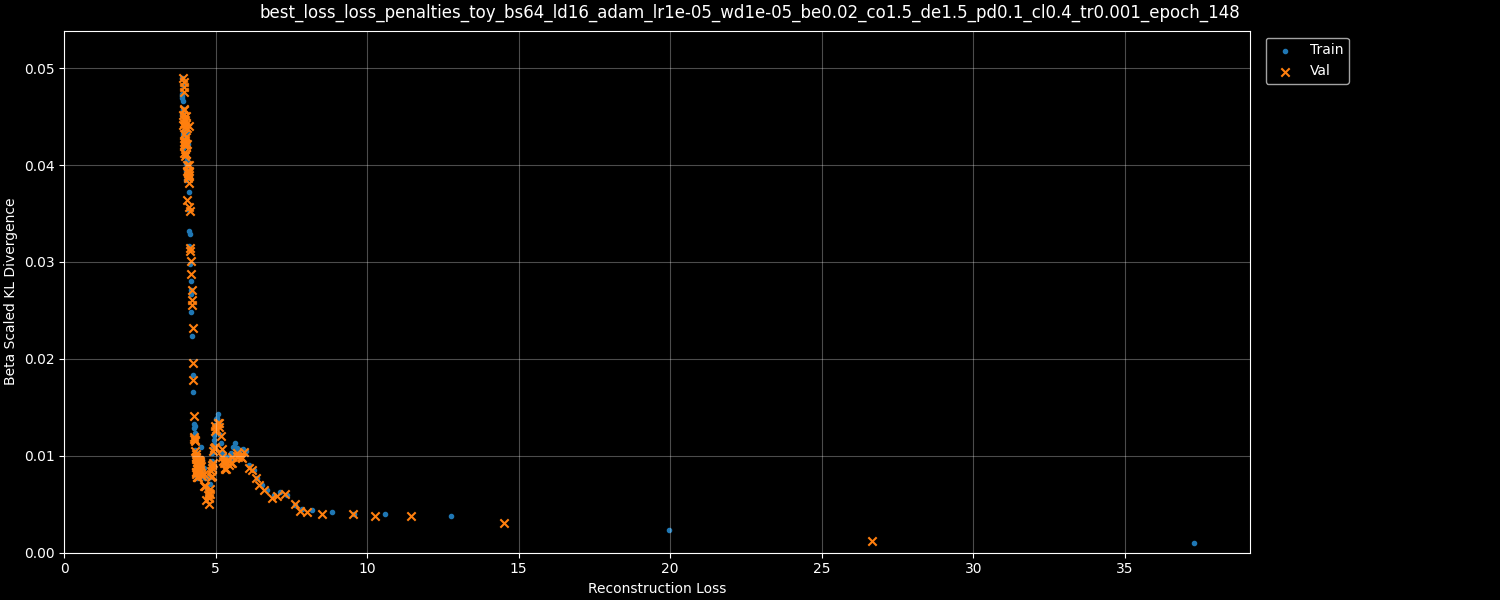 best_loss_loss_penalties_toy_bs64_ld16_adam_lr1e-05_wd1e-05_be0.02_co1.5_de1.5_pd0.1_cl0.4_tr0.001_epoch_148
Train
Val
Beta Scaled KL Divergence
0.05
0.04
0.03
0.02
0.01
0.00
0 5 10 15 20 25 30 35
Reconstruction Loss